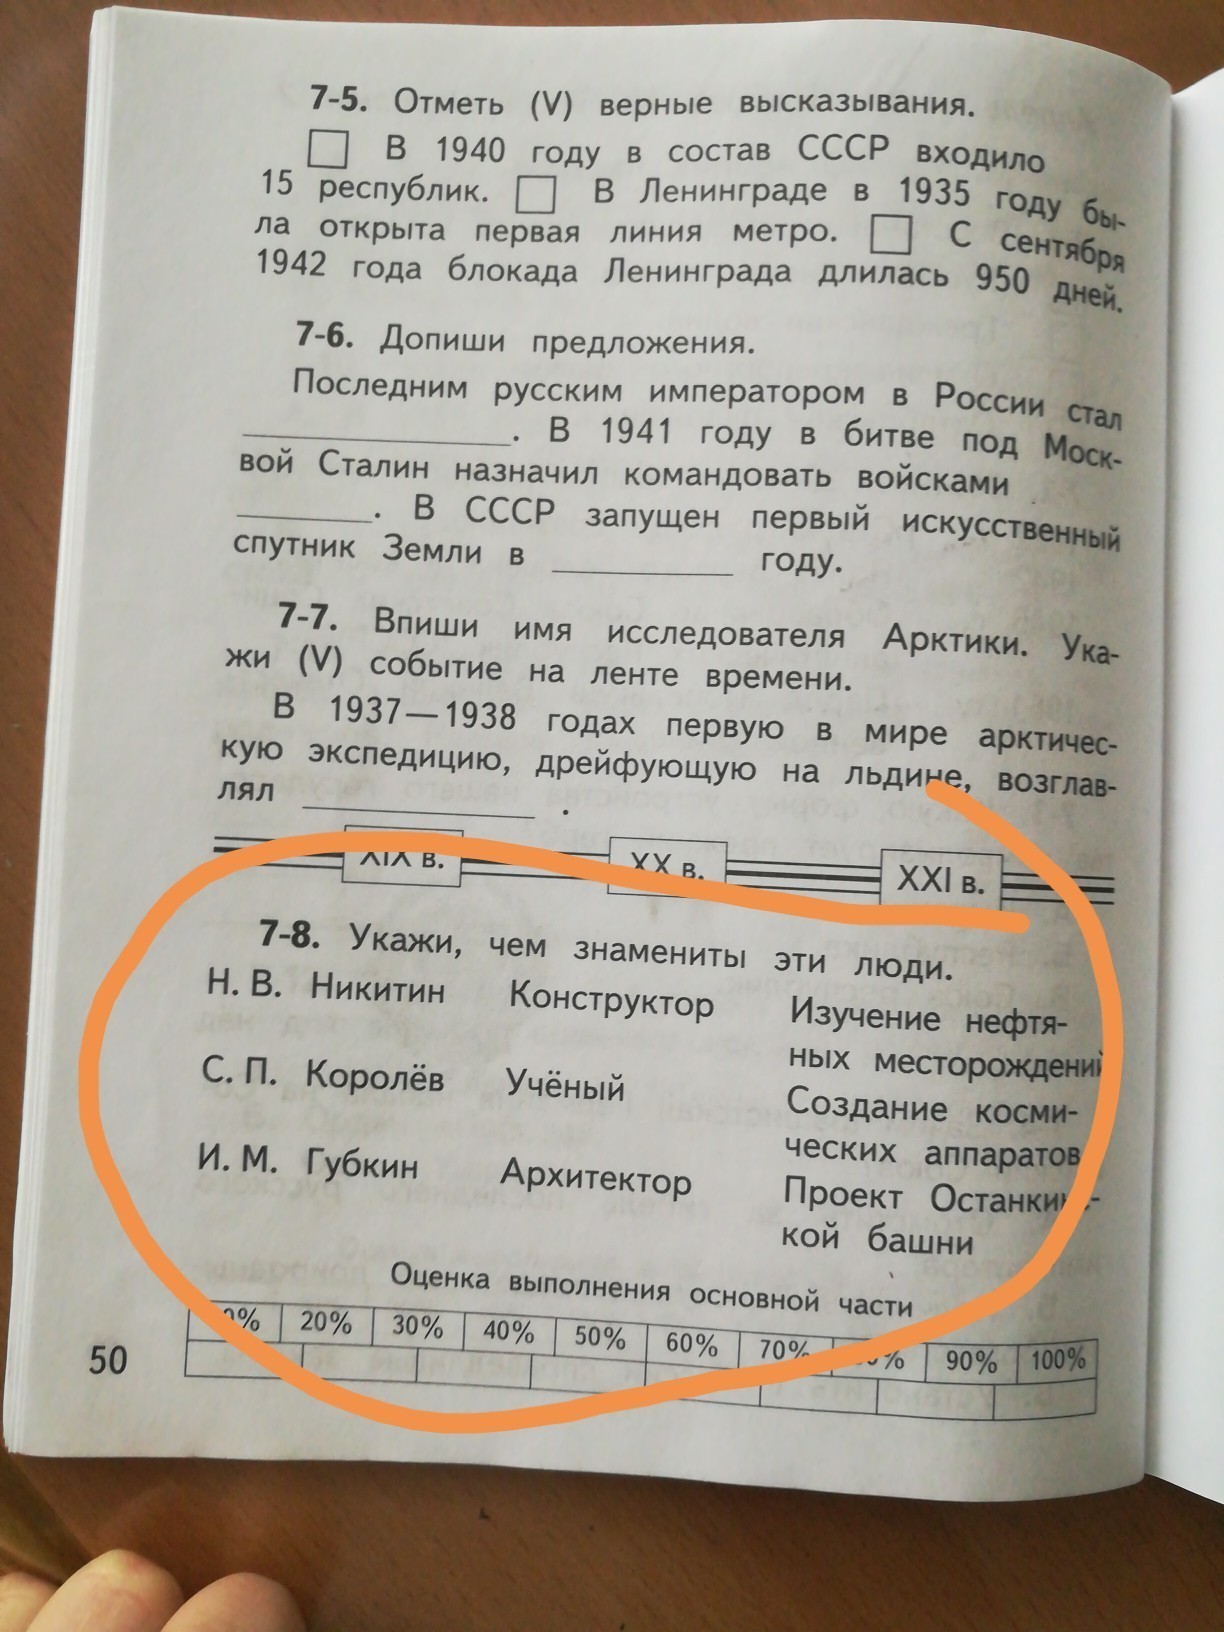 7-5. Отметь (V) верные высказывания.
В 1940 году в состав СССР входило
15 республик. В Ленинграде в 1935 году бы-
ла открыта первая линия метро. С сентября
1942 года блокада Ленинграда длилась 950 дней.
7-6. Допиши предложения.
Последним русским императором в России стал
____________. В 1941 году в битве под Моск-
вой Сталин назначил командовать войсками
______. В СССР запущен первый искусственный
спутник Земли в ________ году.
7-7. Впиши имя исследователя Арктики. Ука-
жи (V) событие на ленте времени.
В 1937—1938 годах первую в мире арктичес-
кую экспедицию, дрейфующую на льдине, возглав-
лял __________ .
XIX в. XX в. XXI в.
7-8. Укажи, чем знамениты эти люди.
Н. В. Никитин Конструктор Изучение нефтя-
ных месторождений
С. П. Королёв Учёный Создание косми-
ческих аппаратов
И. М. Губкин Архитектор Проект Останкинс-
кой башни
Оценка выполнения основной части
20% 30% 40% 50% 60% 70% 90% 100%
50